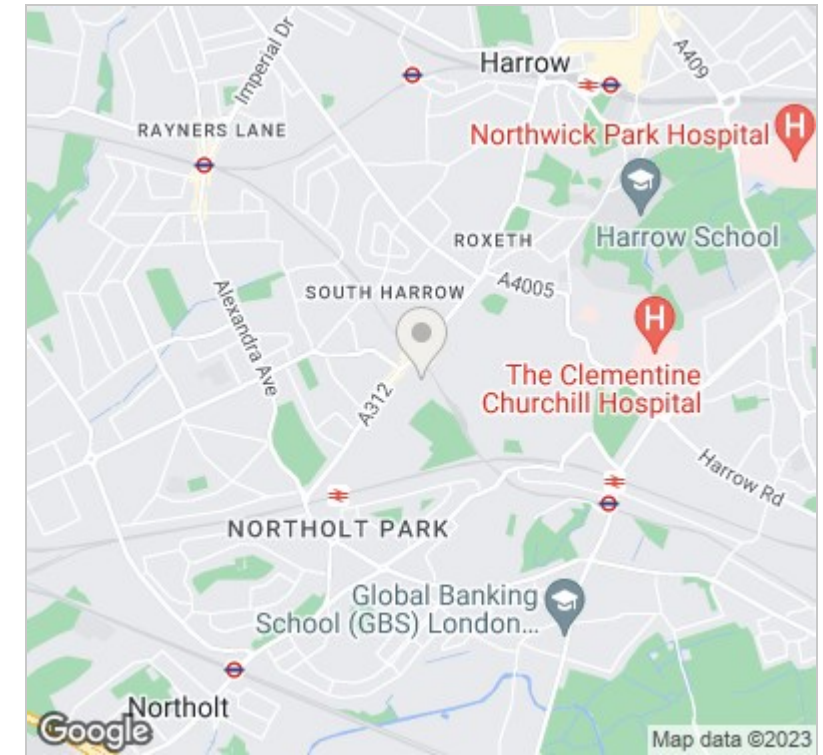 Imperial Dr
Harrow
A409
RAYNERS LANE
Northwick Park Hospital
H
Harrow School
ROXETH
A4005
SOUTH HARROW
Alexandra Ave
H
The Clementine
Churchill Hospital
A312
Harrow Rd
NORTHOLT PARK
Global Banking
School (GBS) London...
Northolt
Google
Map data ©2023